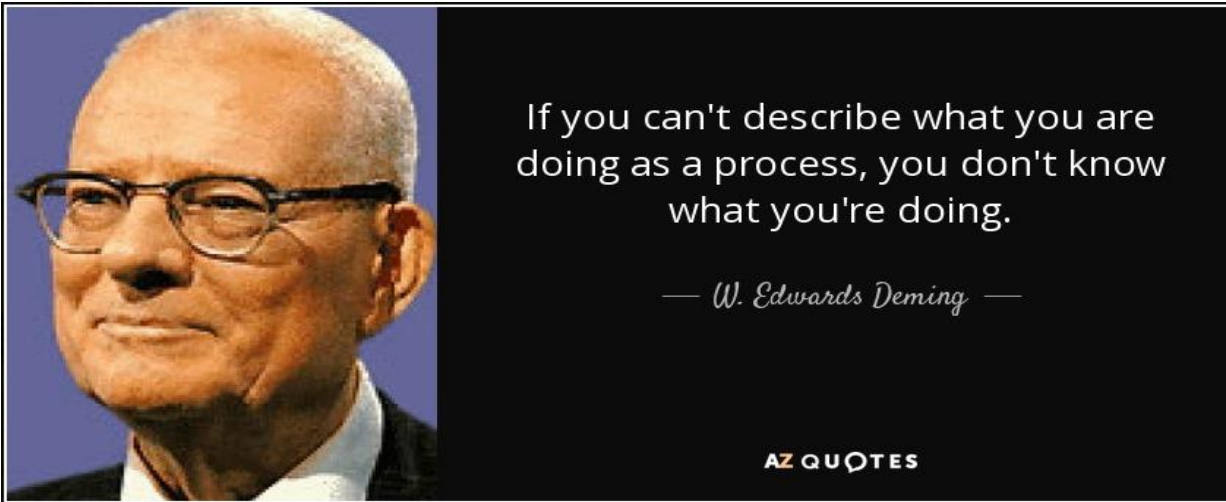 If you can't describe what you are
doing as a process, you don't know
what you're doing.
— W. Edwards Deming —
AZ QUOTES